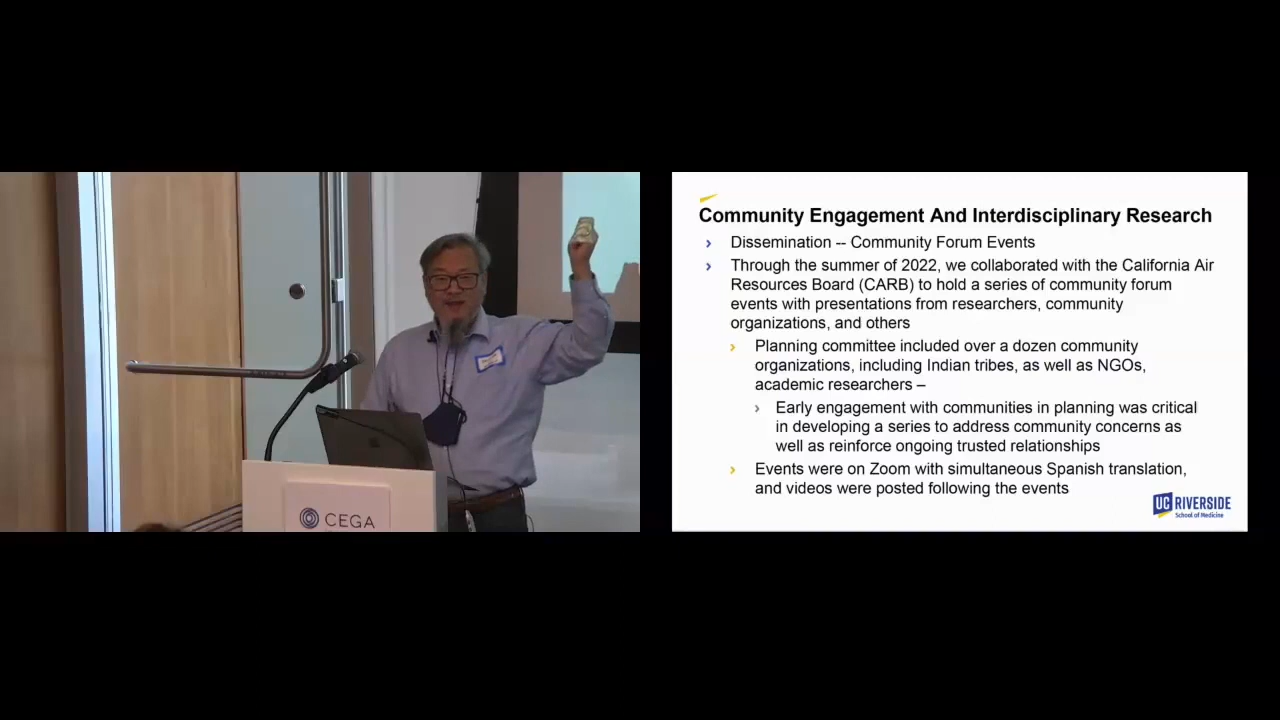 CEGA
Community Engagement And Interdisciplinary Research
› Dissemination -- Community Forum Events
› Through the summer of 2022, we collaborated with the California Air
Resources Board (CARB) to hold a series of community forum
events with presentations from researchers, community
organizations, and others
› Planning committee included over a dozen community
organizations, including Indian tribes, as well as NGOs,
academic researchers –
› Early engagement with communities in planning was critical
in developing a series to address community concerns as
well as reinforce ongoing trusted relationships
› Events were on Zoom with simultaneous Spanish translation,
and videos were posted following the events
UC RIVERSIDE
School of Medicine